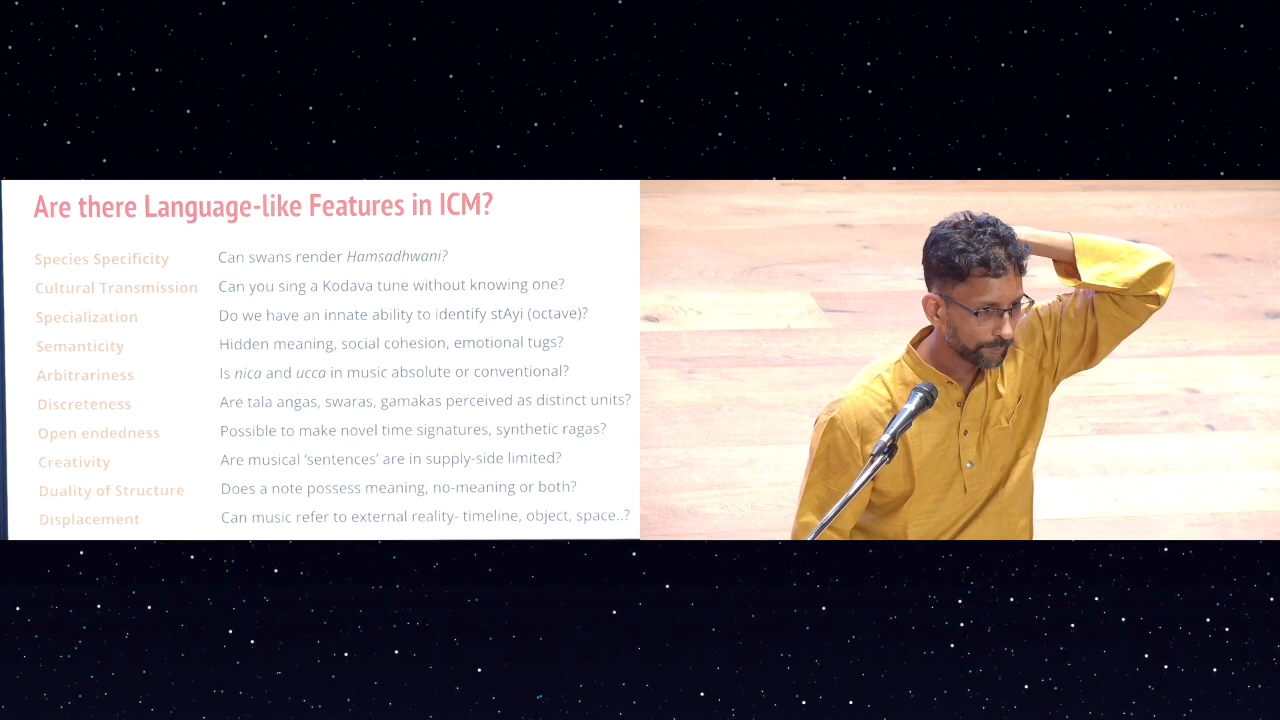 Are there Language-like Features in ICM?
Species Specificity Can swans render Hamsadhwani?
Cultural Transmission Can you sing a Kodava tune without knowing one?
Specialization Do we have an innate ability to identify stAyi (octave)?
Semanticity Hidden meaning, social cohesion, emotional tugs?
Arbitrariness Is nica and ucca in music absolute or conventional?
Discreteness Are tala angas, swaras, gamakas perceived as distinct units?
Open endedness Possible to make novel time signatures, synthetic ragas?
Creativity Are musical ‘sentences’ are in supply-side limited?
Duality of Structure Does a note possess meaning, no-meaning or both?
Displacement Can music refer to external reality- timeline, object, space..?